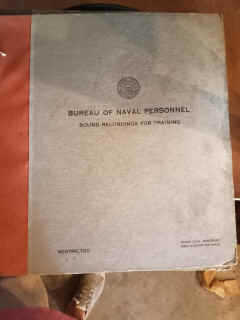 BUREAU OF NAVAL PERSONNEL
SOUND RECORDINGS FOR TRAINING
RESTRICTED